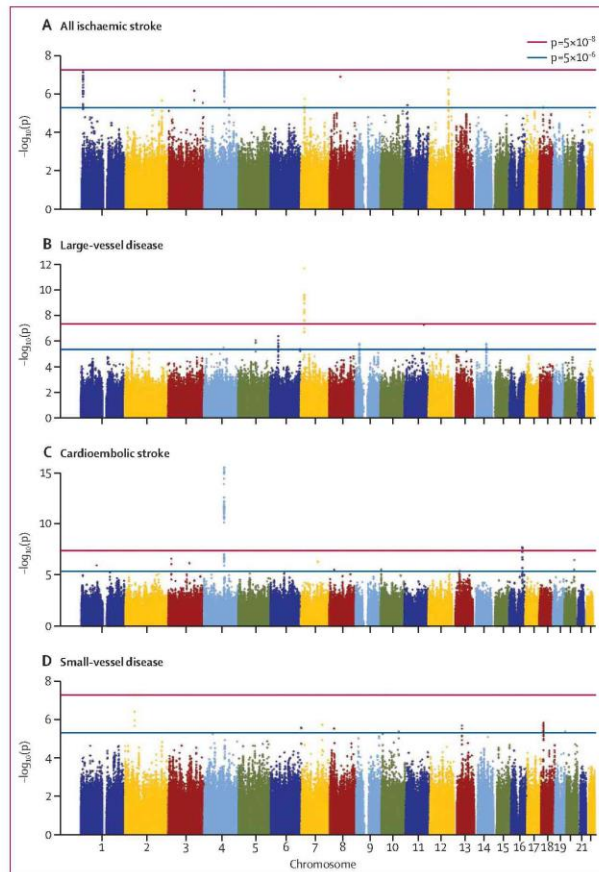 A All ischaemic stroke
p=5×10⁻⁸
p=5×10⁻⁶
8
6
4
2
0
−log₁₀(p)
B Large-vessel disease
12
10
8
6
4
2
0
−log₁₀(p)
C Cardioembolic stroke
15
10
5
0
−log₁₀(p)
D Small-vessel disease
8
6
4
2
0
−log₁₀(p)
1 2 3 4 5 6 7 8 9 10 11 12 13 14 15 16 17 18 19 21
Chromosome